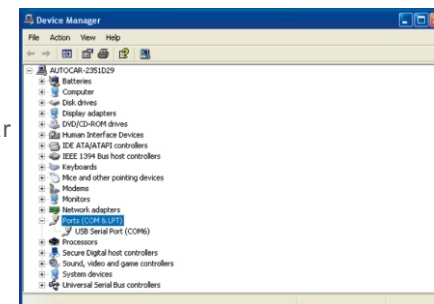 Device Manager
File Action View Help
AUTOCAR-2351D29
Batteries
Computer
Disk drives
Display adapters
DVD/CD-ROM drives
Human Interface Devices
IDE ATA/ATAPI controllers
IEEE 1394 Bus host controllers
Keyboards
Mice and other pointing devices
Modems
Monitors
Network adapters
Ports (COM & LPT)
USB Serial Port (COM6)
Processors
Secure Digital host controllers
Sound, video and game controllers
System devices
Universal Serial Bus controllers